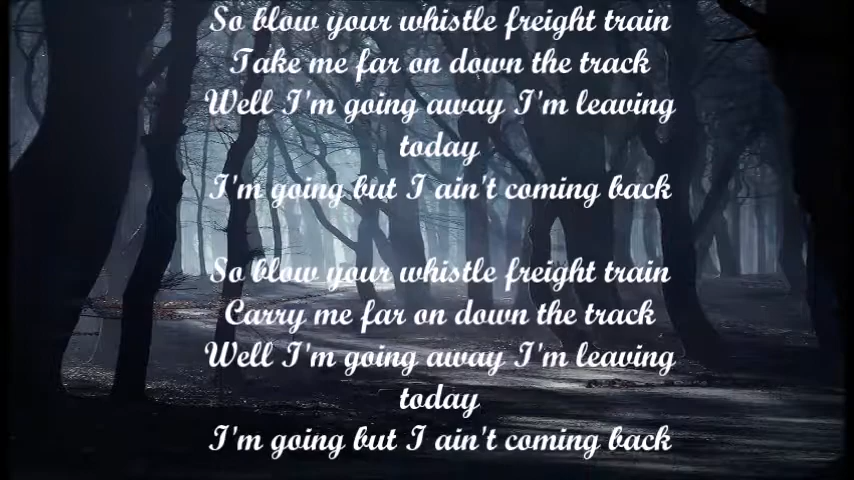 So blow your whistle freight train
Take me far on down the track
Well I'm going away I'm leaving
today
I'm going but I ain't coming back
So blow your whistle freight train
Carry me far on down the track
Well I'm going away I'm leaving
today
I'm going but I ain't coming back